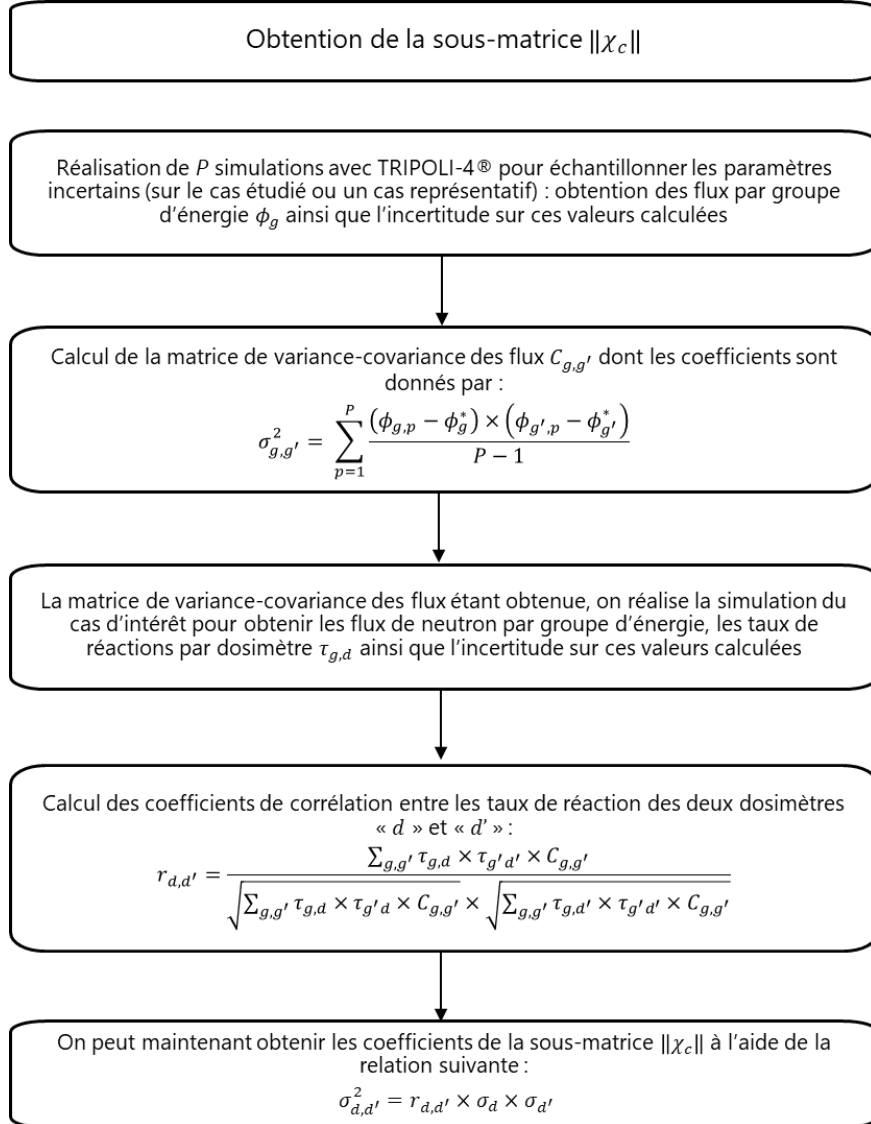 Obtention de la sous-matrice ‖χ_c‖
Réalisation de P simulations avec TRIPOLI-4® pour échantillonner les paramètres
incertains (sur le cas étudié ou un cas représentatif) : obtention des flux par groupe
d'énergie ϕ_g ainsi que l'incertitude sur ces valeurs calculées
Calcul de la matrice de variance-covariance des flux C_{g,g'} dont les coefficients sont
donnés par :
σ²_{g,g'} = ∑_{p=1}^{P} ((ϕ_{g,p} − ϕ*_g) × (ϕ_{g',p} − ϕ*_{g'})) / (P − 1)
La matrice de variance-covariance des flux étant obtenue, on réalise la simulation du
cas d'intérêt pour obtenir les flux de neutron par groupe d'énergie, les taux de
réactions par dosimètre τ_{g,d} ainsi que l'incertitude sur ces valeurs calculées
Calcul des coefficients de corrélation entre les taux de réaction des deux dosimètres
« d » et « d' » :
r_{d,d'} = (∑_{g,g'} τ_{g,d} × τ_{g'd'} × C_{g,g'}) / (√(∑_{g,g'} τ_{g,d} × τ_{g'd} × C_{g,g'}) × √(∑_{g,g'} τ_{g,d'} × τ_{g'd'} × C_{g,g'}))
On peut maintenant obtenir les coefficients de la sous-matrice ‖χ_c‖ à l'aide de la
relation suivante :
σ²_{d,d'} = r_{d,d'} × σ_d × σ_{d'}